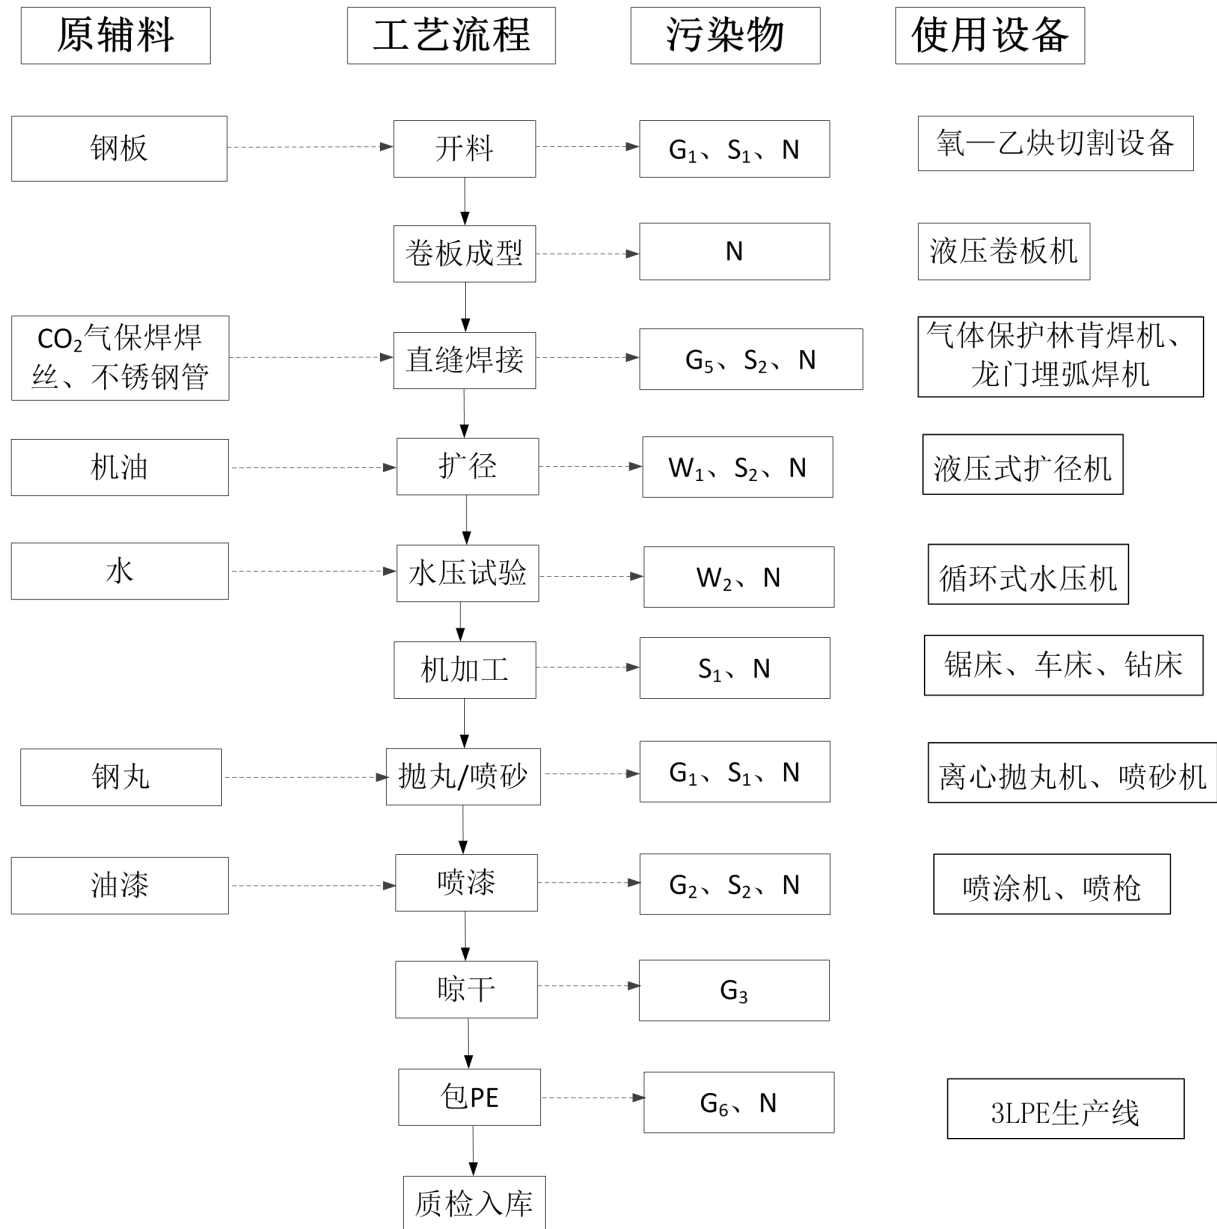 原辅料 工艺流程 污染物 使用设备
钢板 开料 G₁、S₁、N 氧—乙炔切割设备
卷板成型 N 液压卷板机
CO₂气保焊焊
丝、不锈钢管
直缝焊接 G₅、S₂、N
气体保护林肯焊机、
龙门埋弧焊机
机油 扩径 W₁、S₂、N 液压式扩径机
水 水压试验 W₂、N 循环式水压机
机加工 S₁、N 锯床、车床、钻床
钢丸 抛丸/喷砂 G₁、S₁、N 离心抛丸机、喷砂机
油漆 喷漆 G₂、S₂、N 喷涂机、喷枪
晾干 G₃
包PE G₆、N 3LPE生产线
质检入库